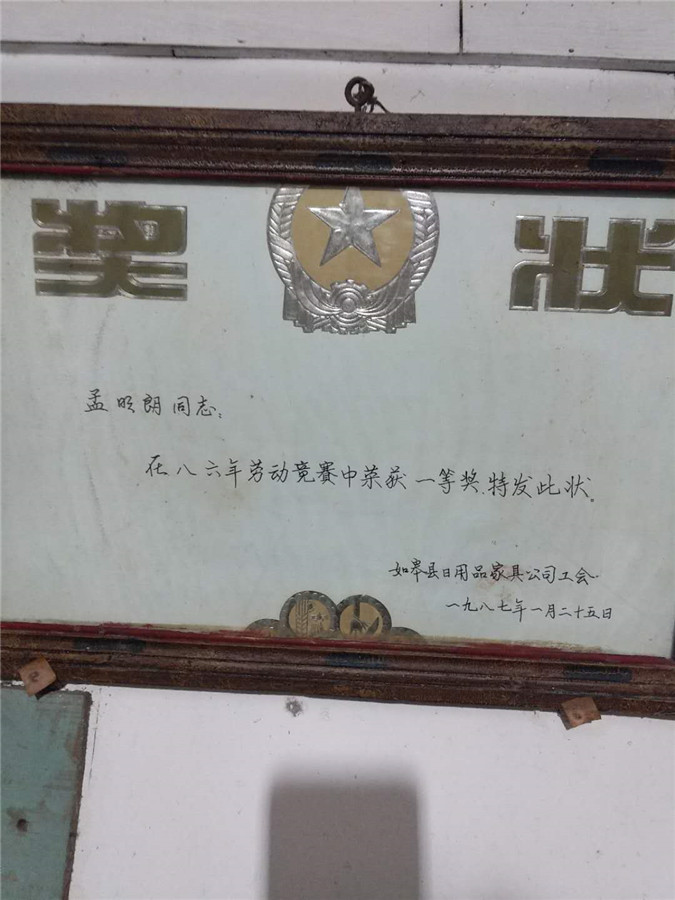 奖状
孟明朗同志:
在八六年劳动竟赛中荣获一等奖.特发此状。
如皋县日用品家具公司工会.
一九八七年一月二十五日